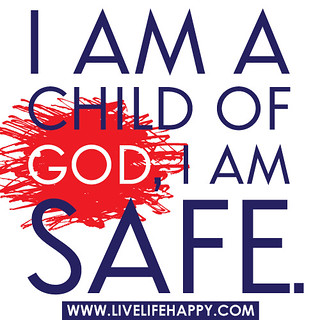 I AM A
CHILD OF
GOD, I AM
SAFE.
WWW.LIVELIFEHAPPY.COM